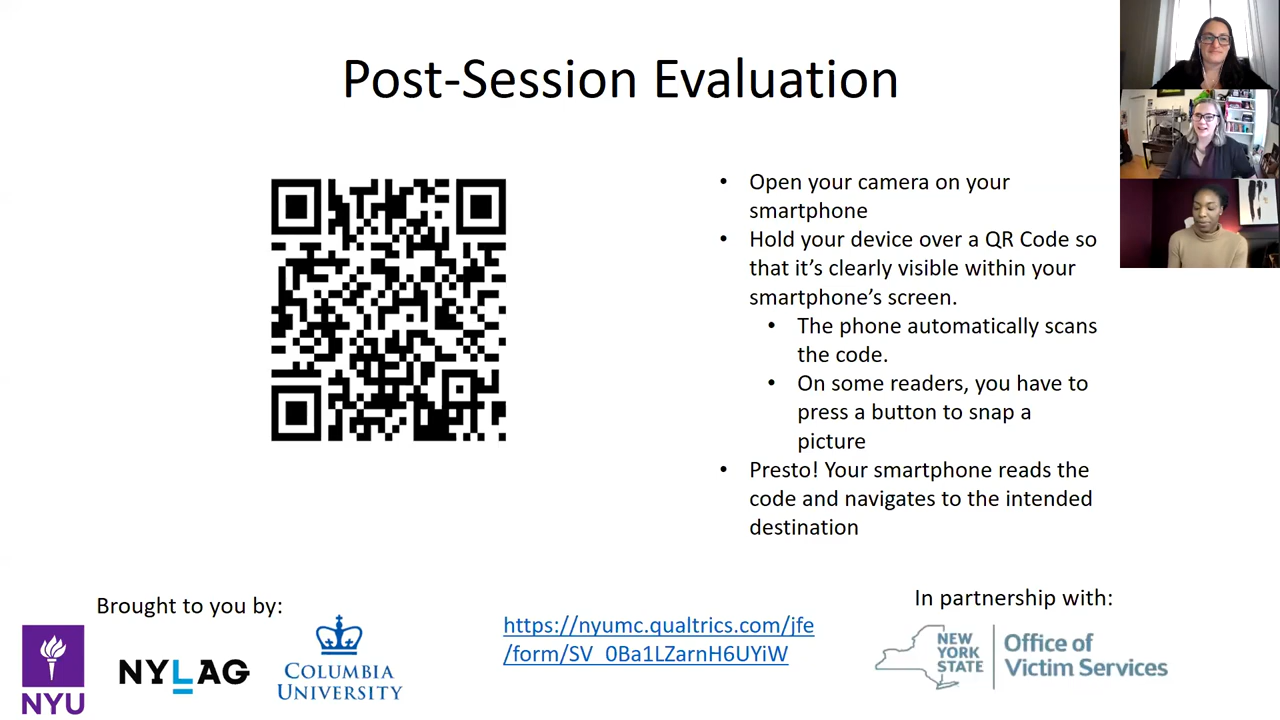 Post-Session Evaluation
• Open your camera on your
smartphone
• Hold your device over a QR Code so
that it’s clearly visible within your
smartphone’s screen.
• The phone automatically scans
the code.
• On some readers, you have to
press a button to snap a
picture
• Presto! Your smartphone reads the
code and navigates to the intended
destination
Brought to you by:
NYU
NYLAG
COLUMBIA
UNIVERSITY
https://nyumc.qualtrics.com/jfe
/form/SV_0Ba1LZarnH6UYiW
In partnership with:
NEW
YORK
STATE
Office of
Victim Services